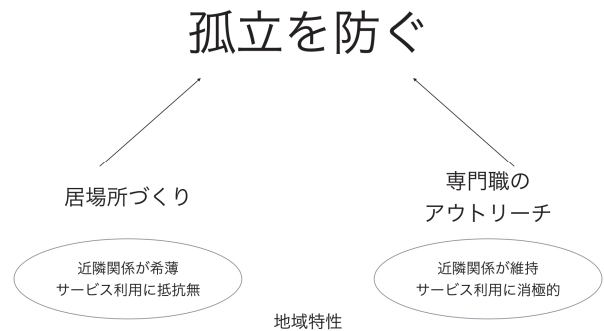 孤立を防ぐ
居場所づくり
専門職の
アウトリーチ
近隣関係が希薄
サービス利用に抵抗無
近隣関係が維持
サービス利用に消極的
地域特性